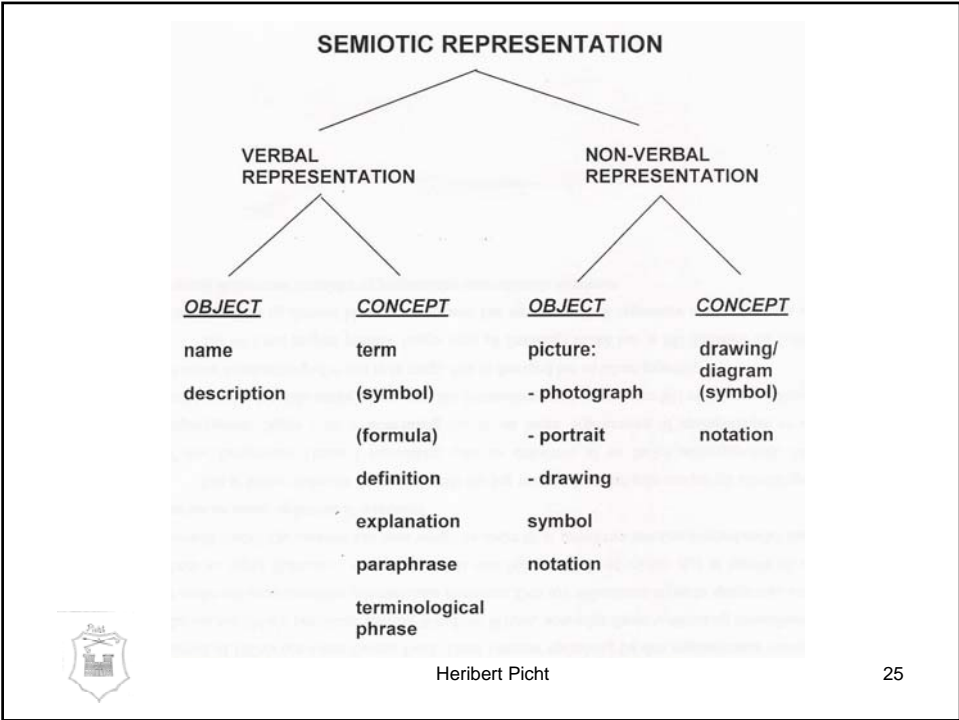 SEMIOTIC REPRESENTATION
VERBAL
REPRESENTATION
NON-VERBAL
REPRESENTATION
OBJECT
name
description
CONCEPT
term
(symbol)
(formula)
definition
explanation
paraphrase
terminological
phrase
OBJECT
picture:
- photograph
- portrait
- drawing
symbol
notation
CONCEPT
drawing/
diagram
(symbol)
notation
Heribert Picht
25